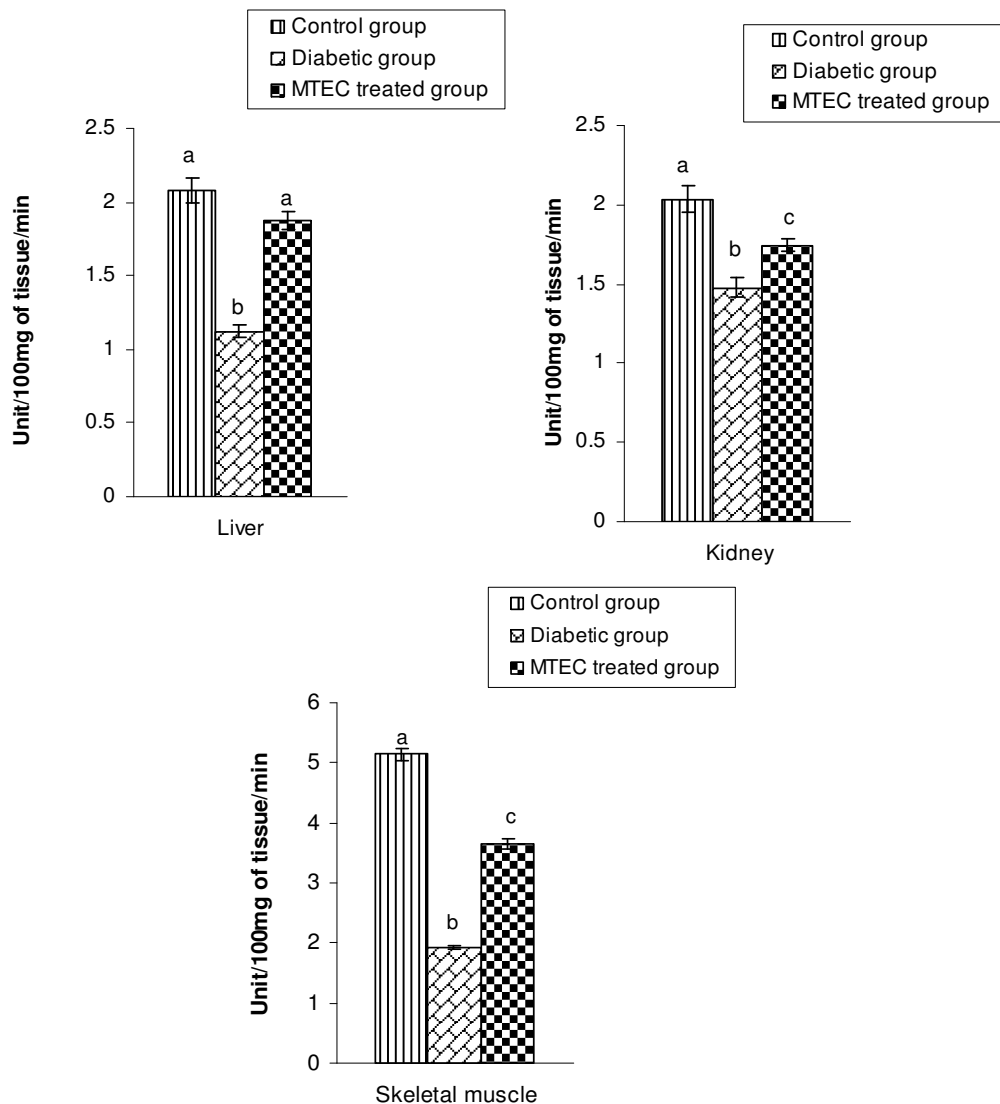 Control group
Diabetic group
MTEC treated group
2.5
2
1.5
1
0.5
0
Unit/100mg of tissue/min
a
b
a
Liver
Control group
Diabetic group
MTEC treated group
2.5
2
1.5
1
0.5
0
Unit/100mg of tissue/min
a
b
c
Kidney
Control group
Diabetic group
MTEC treated group
6
5
4
3
2
1
0
Unit/100mg of tissue/min
a
b
c
Skeletal muscle